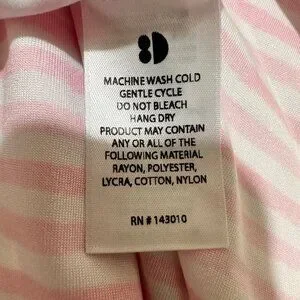 MACHINE WASH COLD
GENTLE CYCLE
DO NOT BLEACH
HANG DRY
PRODUCT MAY CONTAIN
ANY OR ALL OF THE
FOLLOWING MATERIAL
RAYON, POLYESTER,
LYCRA, COTTON, NYLON
RN # 143010